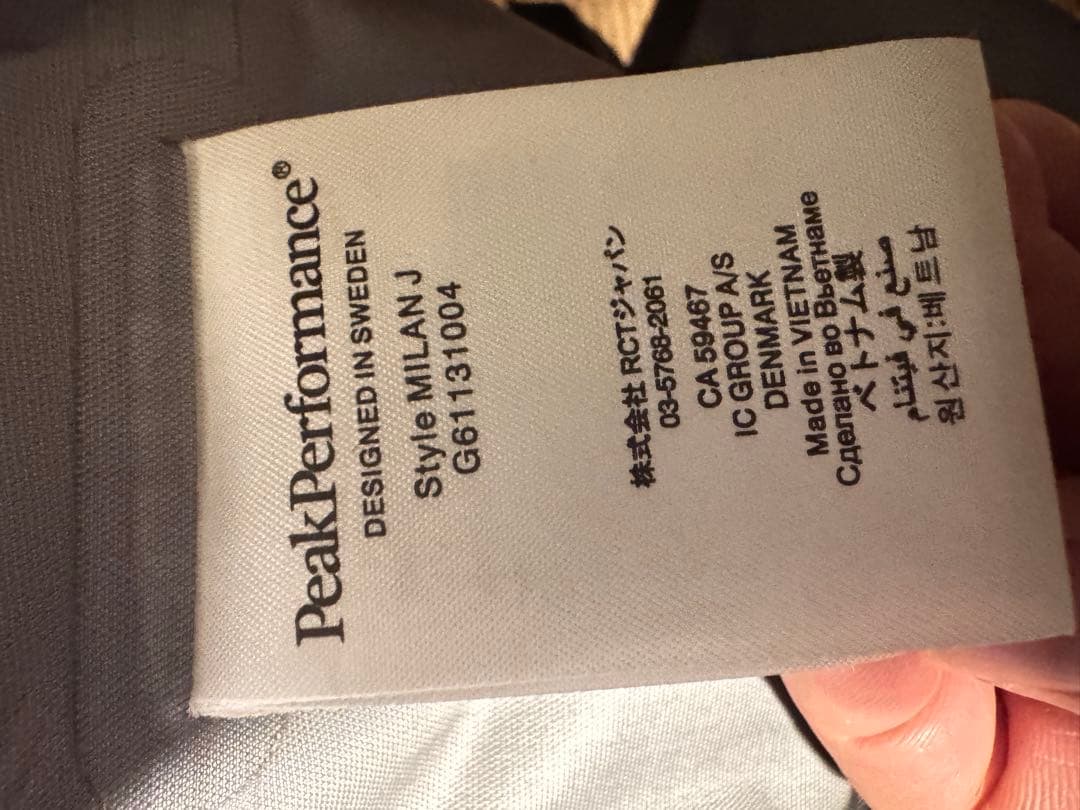 PeakPerformance®
DESIGNED IN SWEDEN
Style MILAN J
G61131004
株式会社 RCTジャパン
03-5768-2061
CA 59467
IC GROUP A/S
DENMARK
Made in VIETNAM
Сделано во Вьетнаме
ベトナム製
صنع في فيتنام
원산지:베트남